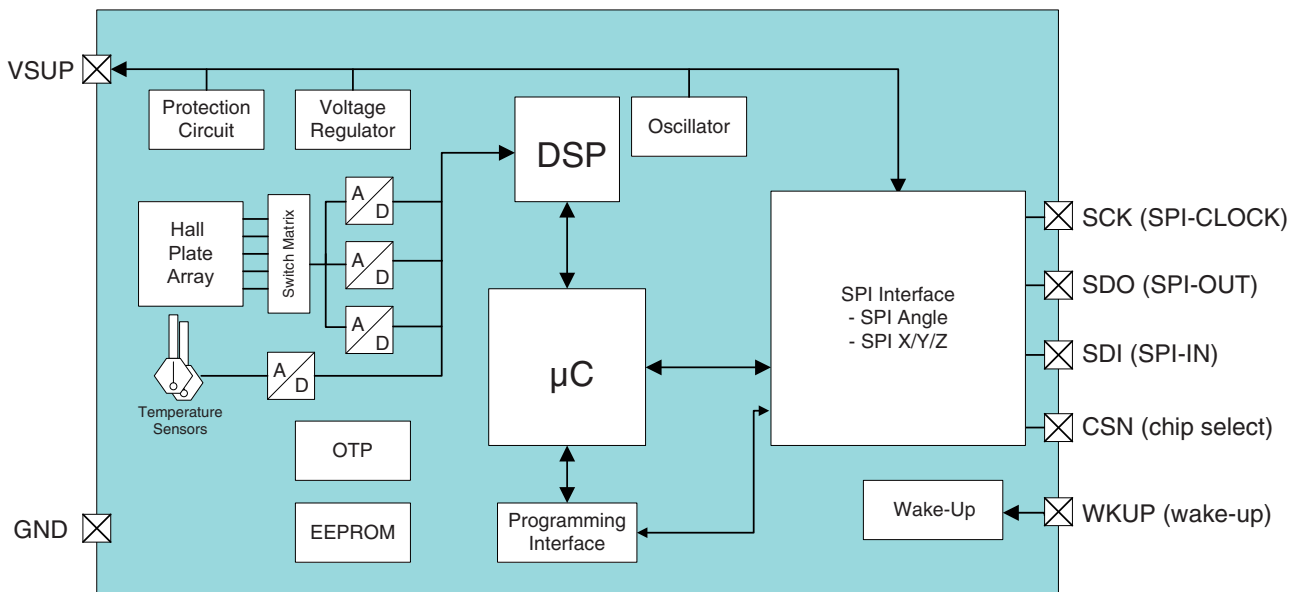 VSUP
Protection
Circuit
Voltage
Regulator
DSP
Oscillator
Hall
Plate
Array
Switch Matrix
A
D
A
D
A
D
A
D
Temperature
Sensors
µC
SPI Interface
- SPI Angle
- SPI X/Y/Z
SCK (SPI-CLOCK)
SDO (SPI-OUT)
SDI (SPI-IN)
CSN (chip select)
OTP
EEPROM
Programming
Interface
Wake-Up
WKUP (wake-up)
GND